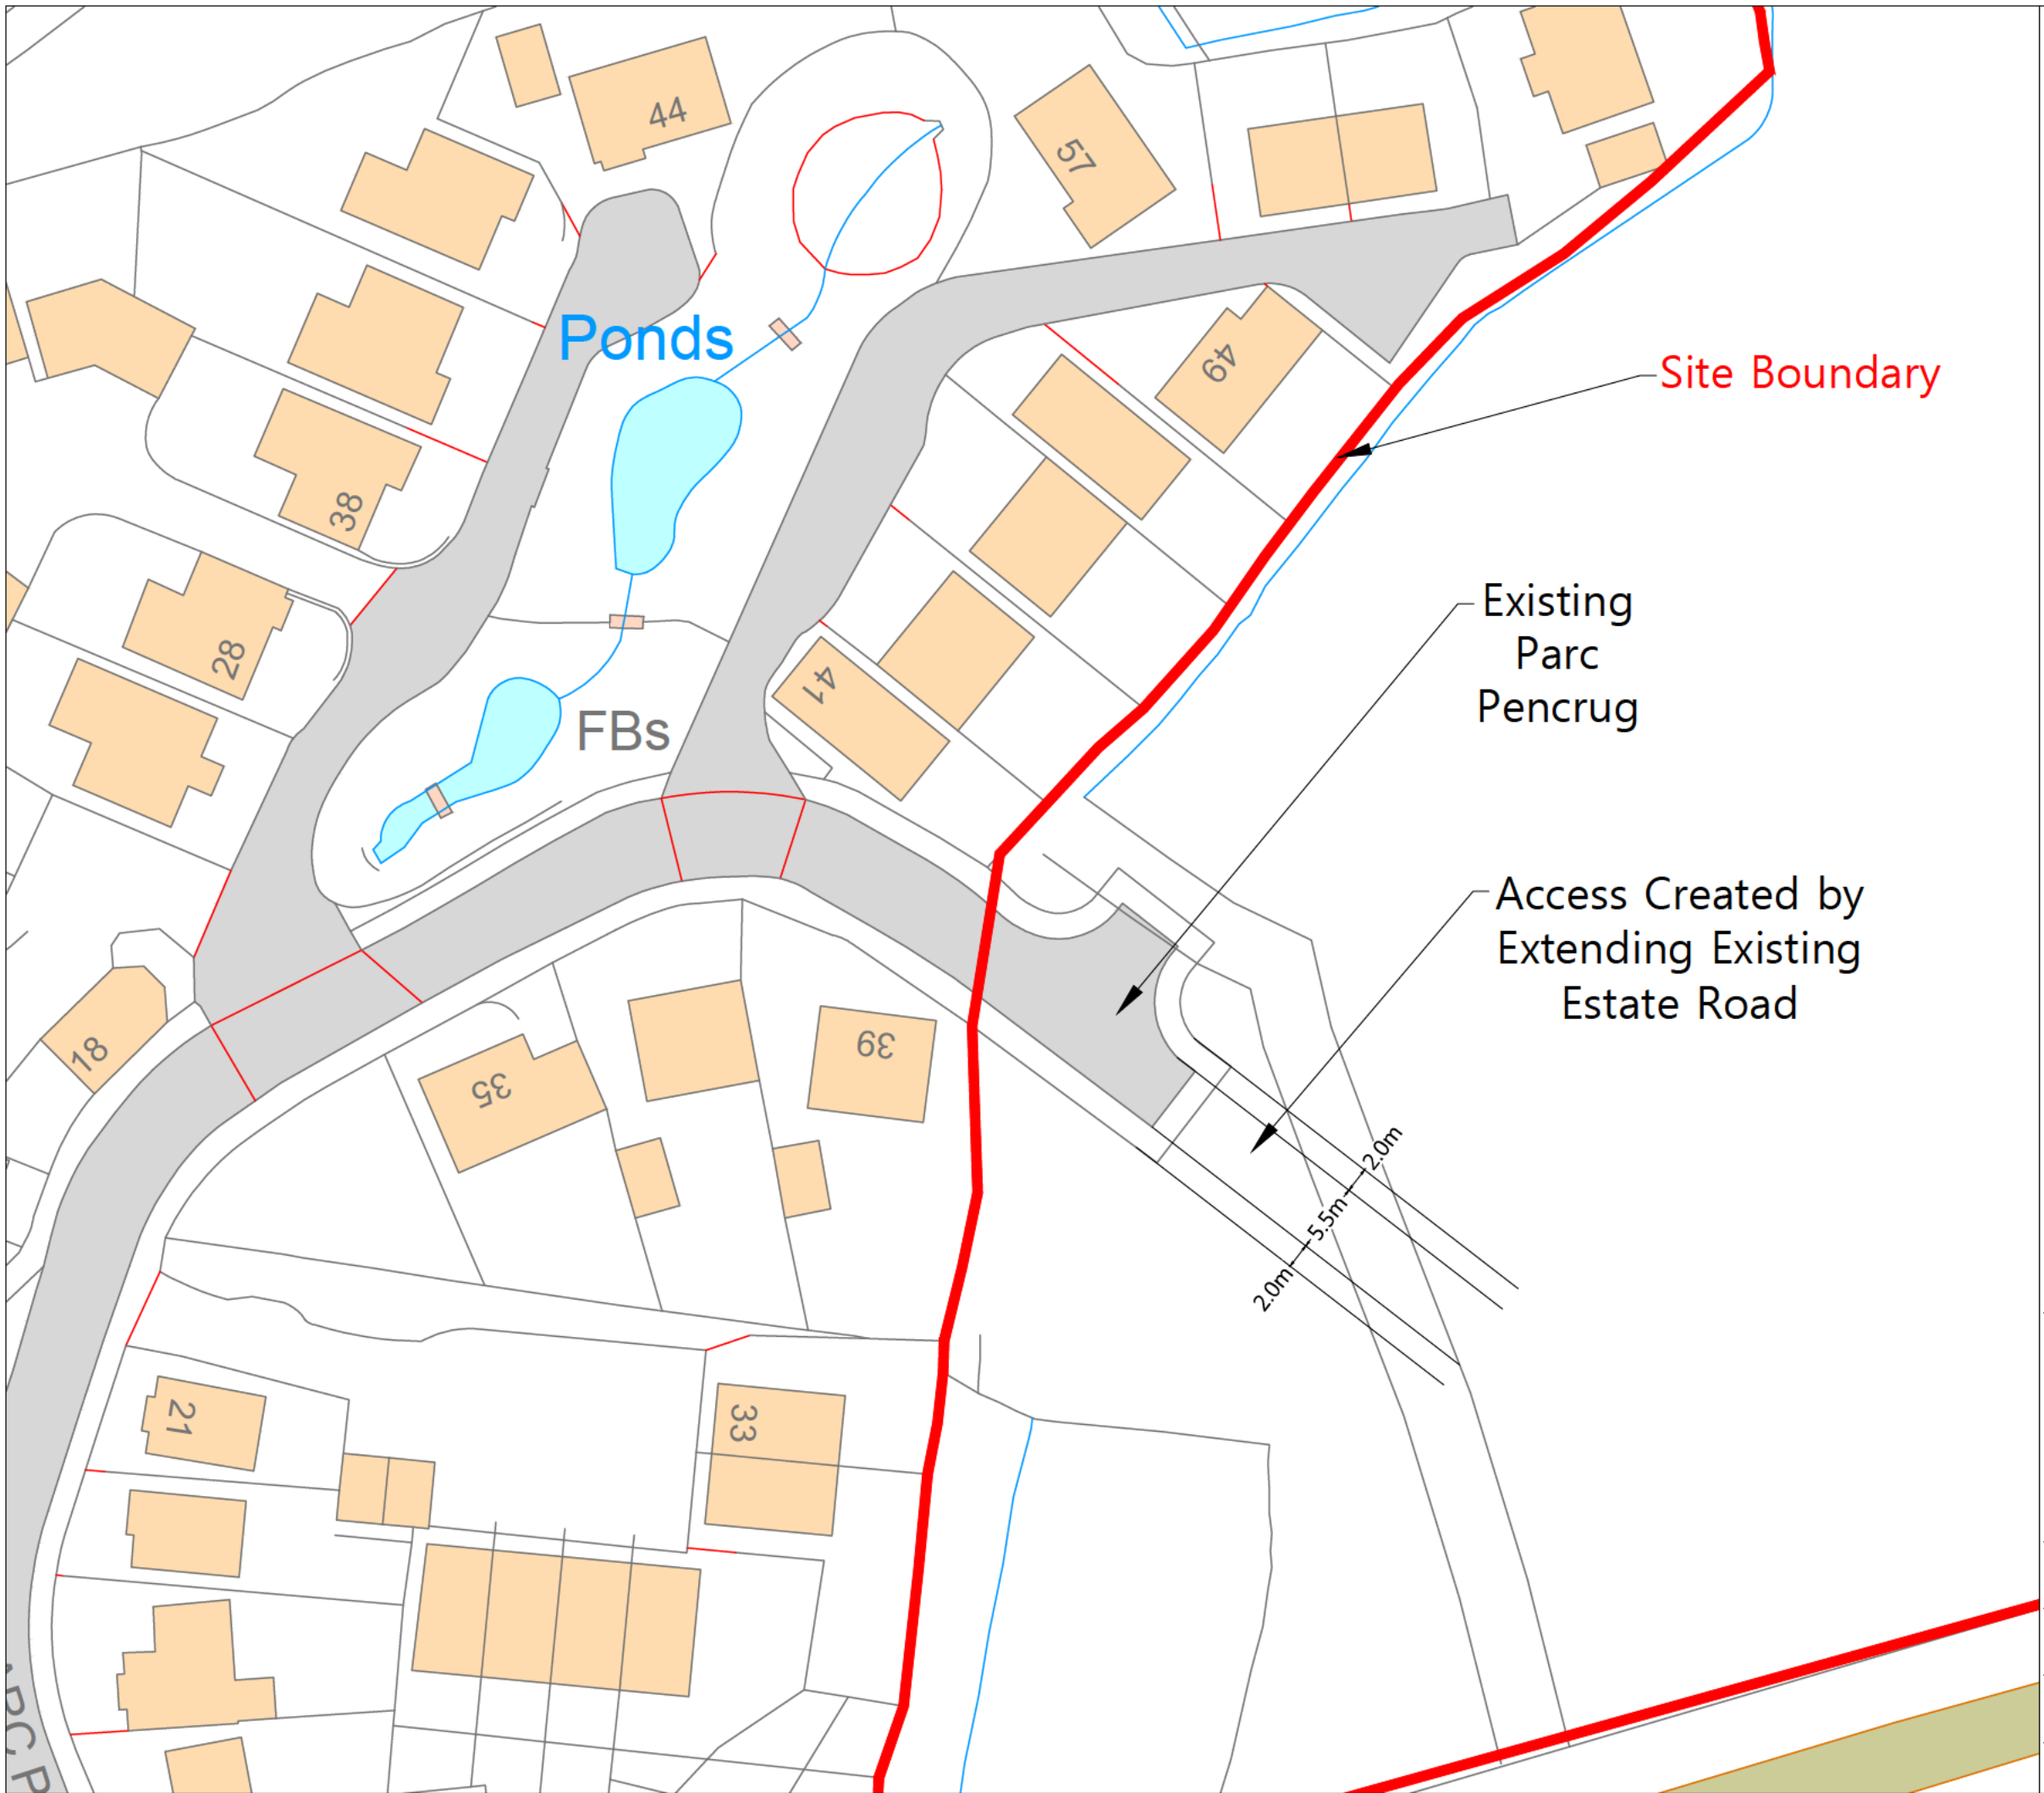 44
57
Ponds
49
Site Boundary
38
Existing
Parc
Pencrug
28
41
FBs
Access Created by
Extending Existing
Estate Road
18
39
35
2.0m
5.5m
2.0m
21
33